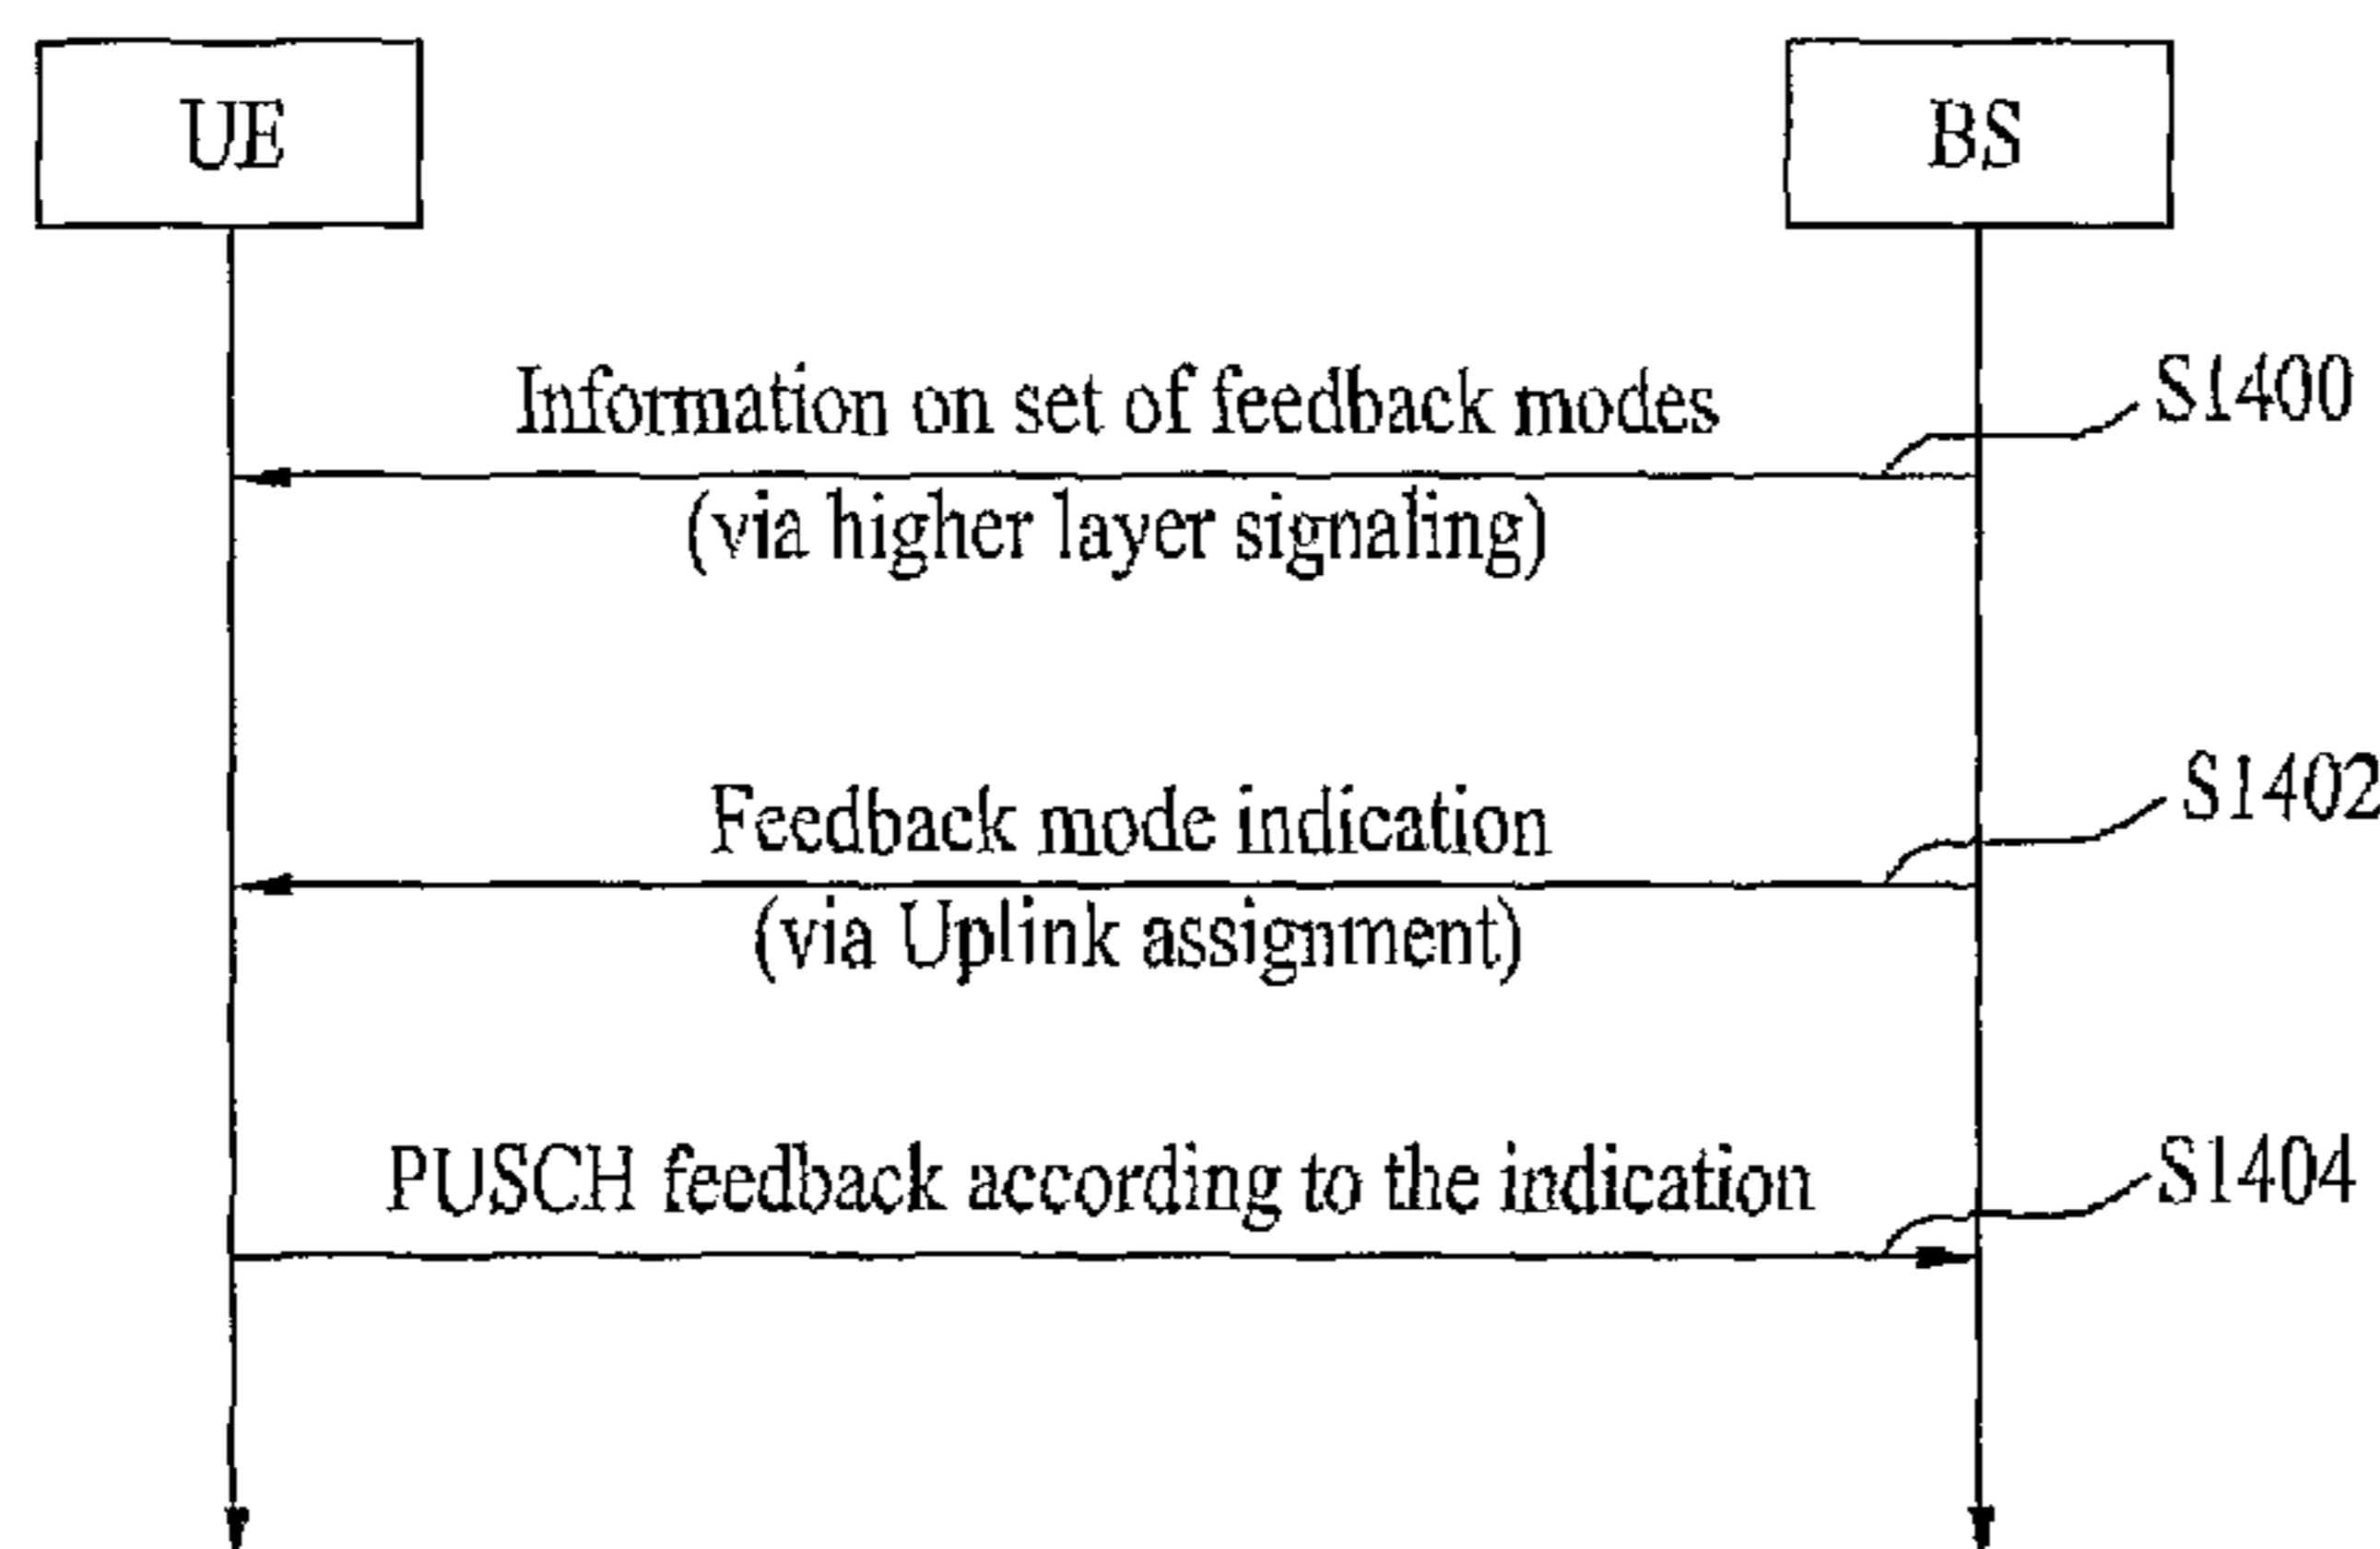 UE
BS
Information on set of feedback modes
S1400
(via higher layer signaling)
Feedback mode indication
S1402
(via Uplink assignment)
PUSCH feedback according to the indication
S1404